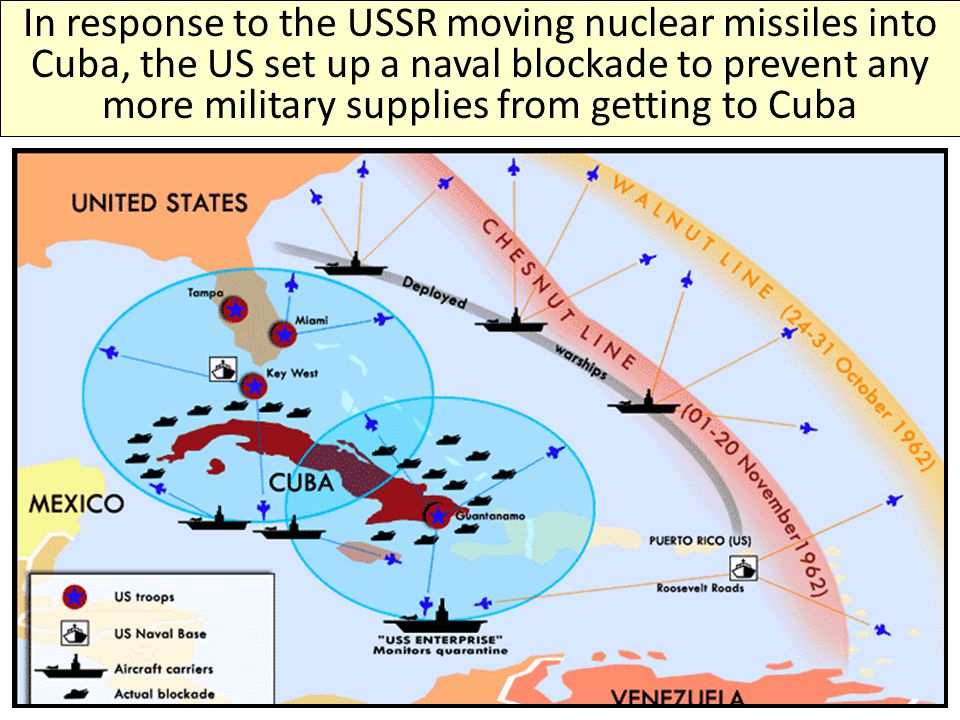 In response to the USSR moving nuclear missiles into
Cuba, the US set up a naval blockade to prevent any
more military supplies from getting to Cuba
UNITED STATES
WALNUT LINE (24-31 October 1962)
CHESNUT LINE (01-20 November 1962)
Deployed warships
Tampa
Miami
Key West
CUBA
MEXICO
Guantanamo
PUERTO RICO (US)
Roosevelt Roads
"USS ENTERPRISE"
Monitors quarantine
US troops
US Naval Base
Aircraft carriers
Actual blockade
VENEZUELA